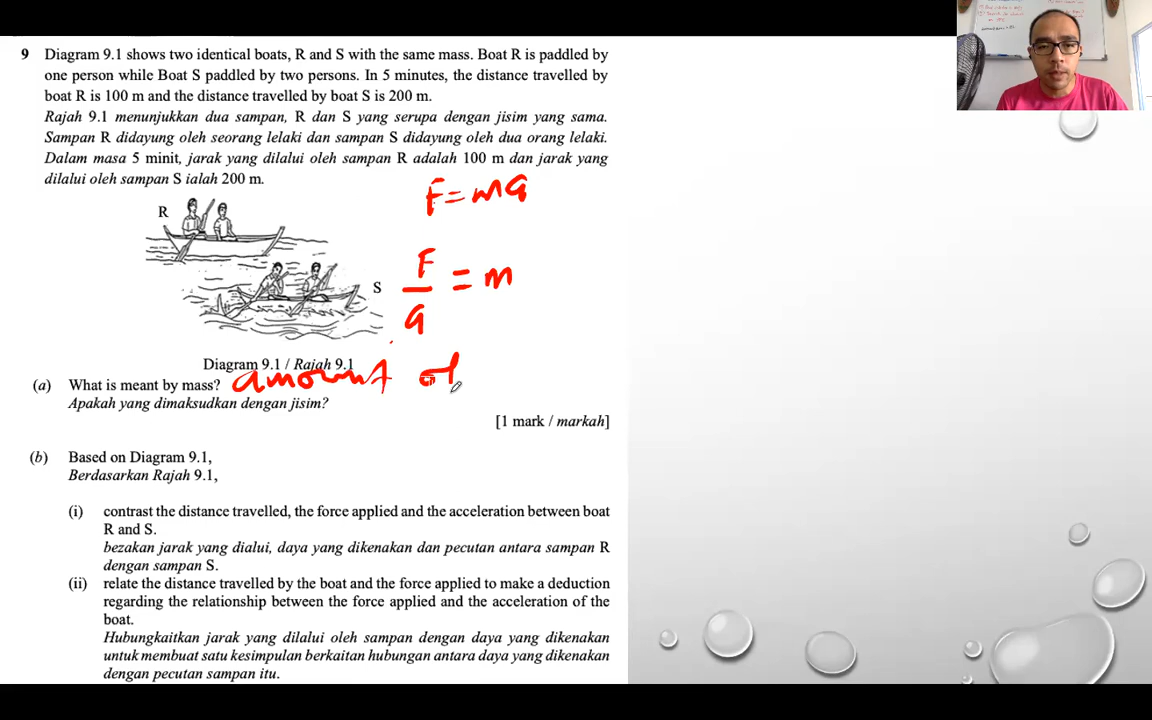 9 Diagram 9.1 shows two identical boats, R and S with the same mass. Boat R is paddled by
one person while Boat S paddled by two persons. In 5 minutes, the distance travelled by
boat R is 100 m and the distance travelled by boat S is 200 m.
Rajah 9.1 menunjukkan dua sampan, R dan S yang serupa dengan jisim yang sama.
Sampan R didayung oleh seorang lelaki dan sampan S didayung oleh dua orang lelaki.
Dalam masa 5 minit, jarak yang dilalui oleh sampan R adalah 100 m dan jarak yang
dilalui oleh sampan S ialah 200 m.
F = ma
R
F
— = m
a
S
Diagram 9.1 / Rajah 9.1
(a) What is meant by mass? amount of
Apakah yang dimaksudkan dengan jisim?
[1 mark / markah]
(b) Based on Diagram 9.1,
Berdasarkan Rajah 9.1,
(i) contrast the distance travelled, the force applied and the acceleration between boat
R and S.
bezakan jarak yang dialui, daya yang dikenakan dan pecutan antara sampan R
dengan sampan S.
(ii) relate the distance travelled by the boat and the force applied to make a deduction
regarding the relationship between the force applied and the acceleration of the
boat.
Hubungkaitkan jarak yang dilalui oleh sampan dengan daya yang dikenakan
untuk membuat satu kesimpulan berkaitan hubungan antara daya yang dikenakan
dengan pecutan sampan itu.